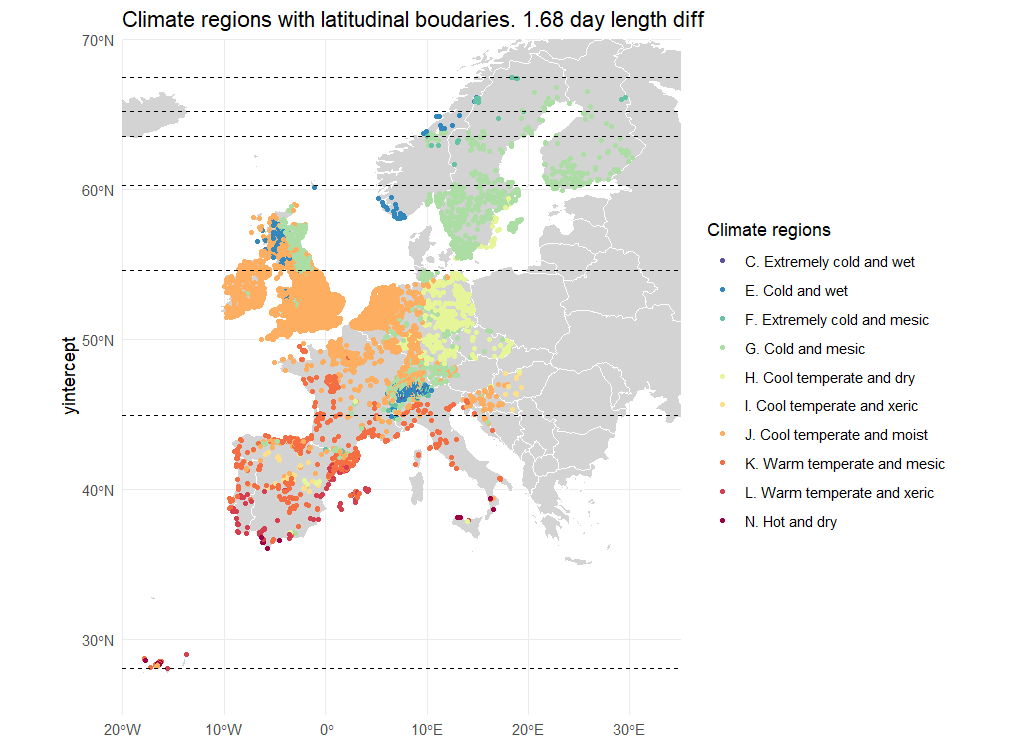 Climate regions with latitudinal boudaries. 1.68 day length diff
70°N
60°N
50°N
40°N
30°N
yintercept
20°W
10°W
0°
10°E
20°E
30°E
Climate regions
C. Extremely cold and wet
E. Cold and wet
F. Extremely cold and mesic
G. Cold and mesic
H. Cool temperate and dry
I. Cool temperate and xeric
J. Cool temperate and moist
K. Warm temperate and mesic
L. Warm temperate and xeric
N. Hot and dry